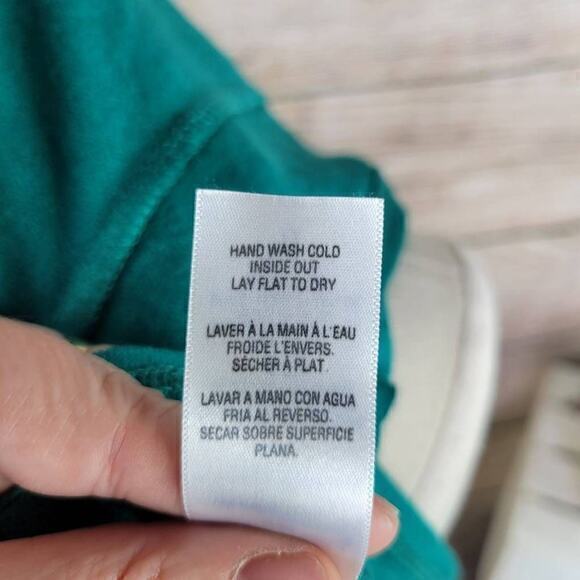 HAND WASH COLD
INSIDE OUT
LAY FLAT TO DRY
LAVER À LA MAIN À L'EAU
FROIDE L'ENVERS.
SÉCHER À PLAT.
LAVAR A MANO CON AGUA
FRIA AL REVERSO.
SECAR SOBRE SUPERFICIE
PLANA.